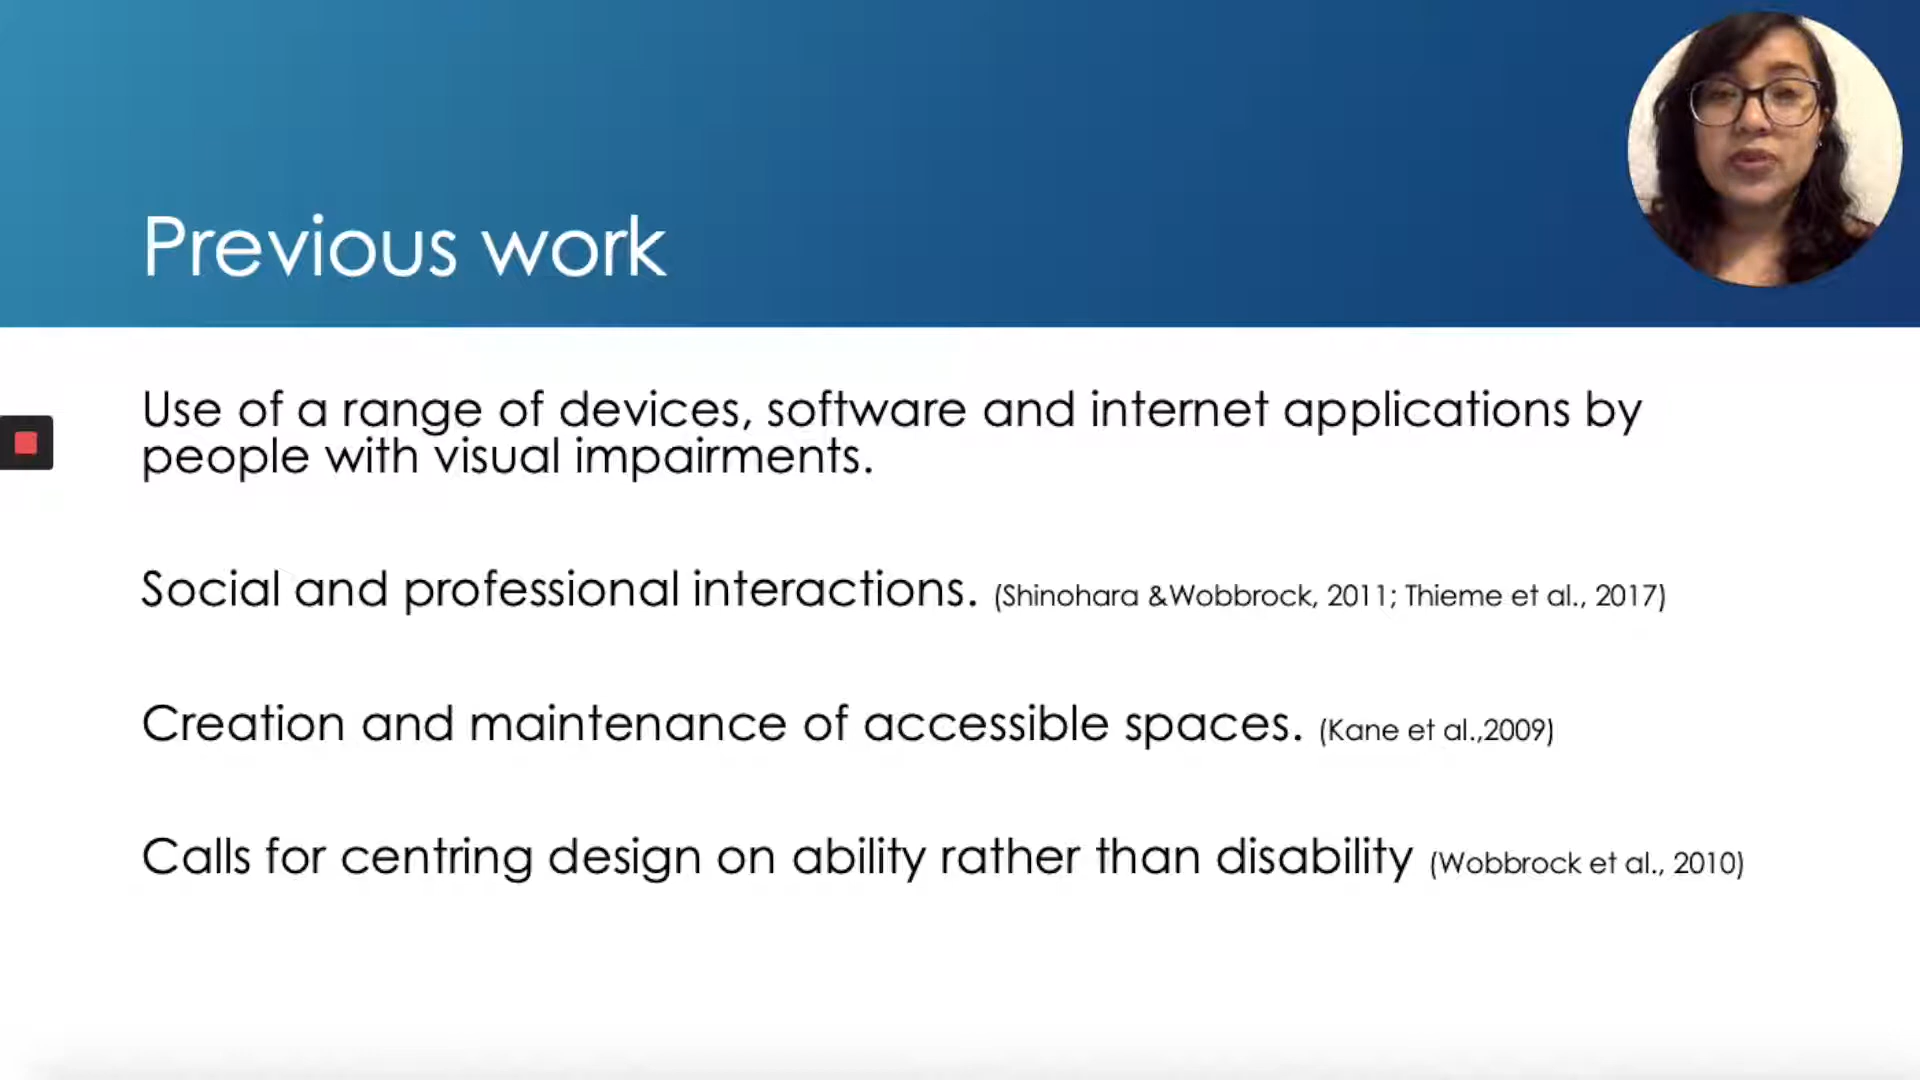 Previous work
Use of a range of devices, software and internet applications by
people with visual impairments.
Social and professional interactions. (Shinohara &Wobbrock, 2011; Thieme et al., 2017)
Creation and maintenance of accessible spaces. (Kane et al.,2009)
Calls for centring design on ability rather than disability (Wobbrock et al., 2010)